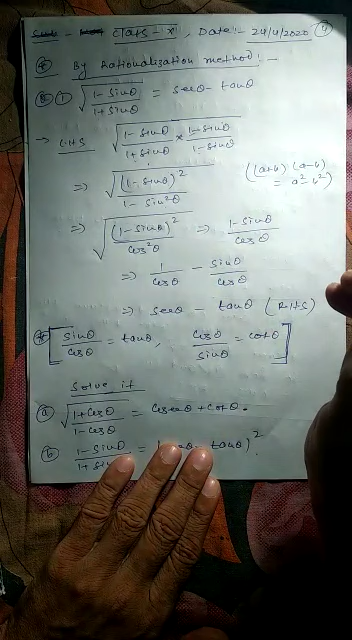 Class - X, Date:- 24/4/2020 (4)
By Rationalization method:-
(1) √((1 - Sinθ)/(1 + Sinθ)) = secθ - tanθ
→ LHS √((1 - Sinθ)/(1 + Sinθ) × (1 - Sinθ)/(1 - Sinθ))
⇒ √((1 - Sinθ)²/(1 - Sin²θ)) ((a+b)(a-b) = a²-b²)
⇒ √((1 - Sinθ)²/Cos²θ) ⇒ (1 - Sinθ)/Cosθ
⇒ 1/Cosθ - Sinθ/Cosθ
⇒ secθ - tanθ (RHS)
[Sinθ/Cosθ = tanθ, Cosθ/Sinθ = cotθ]
Solve it
(a) √((1 + Cosθ)/(1 - Cosθ)) = Cosecθ + Cotθ.
(b) (1 - Sinθ)/(1 + Sin = θ - tanθ)².